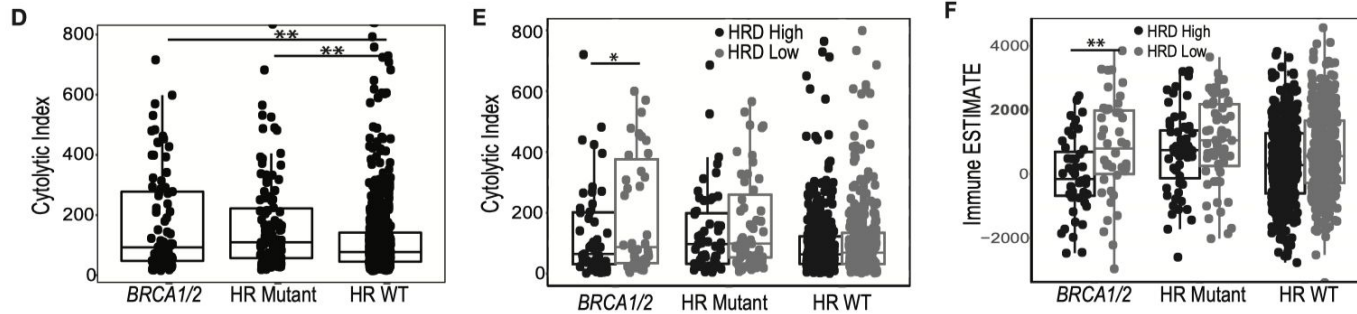 D
Cytolytic Index
800
600
400
200
0
**
**
BRCA1/2 HR Mutant HR WT
E
Cytolytic Index
800
600
400
200
0
HRD High
HRD Low
*
BRCA1/2 HR Mutant HR WT
F
Immune ESTIMATE
4000
2000
0
−2000
HRD High
HRD Low
**
BRCA1/2 HR Mutant HR WT